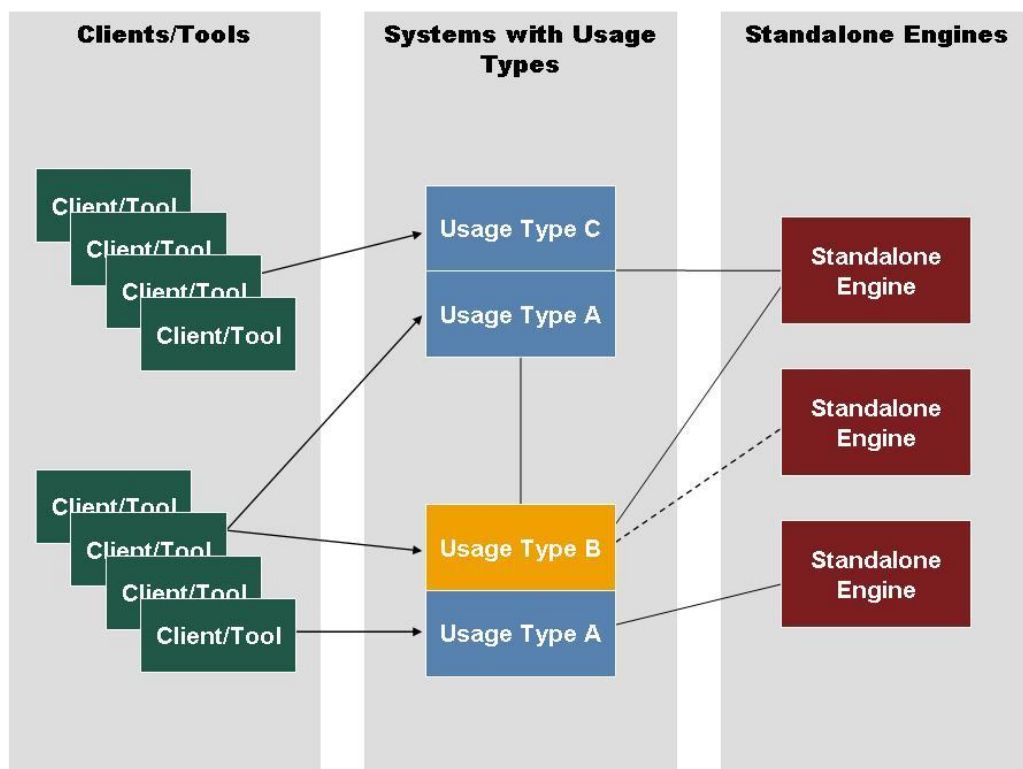 Clients/Tools
Systems with Usage
Types
Standalone Engines
Client/Tool
Client/Tool
Client/Tool
Client/Tool
Usage Type C
Usage Type A
Standalone
Engine
Standalone
Engine
Client/Tool
Client/Tool
Client/Tool
Client/Tool
Usage Type B
Usage Type A
Standalone
Engine